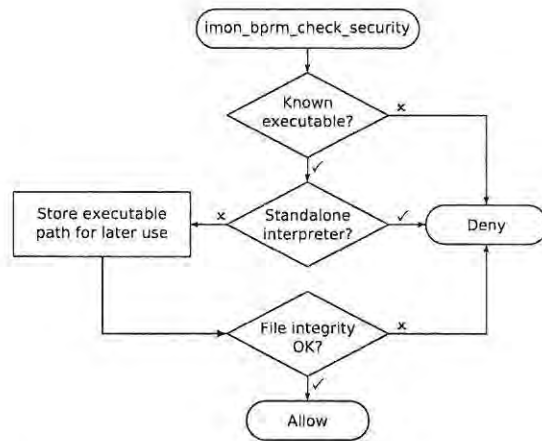 imon_bprm_check_security
Known
executable?
x
✓
Store executable
path for later use
x
Standalone
interpreter?
✓
Deny
File integrity
OK?
x
✓
Allow